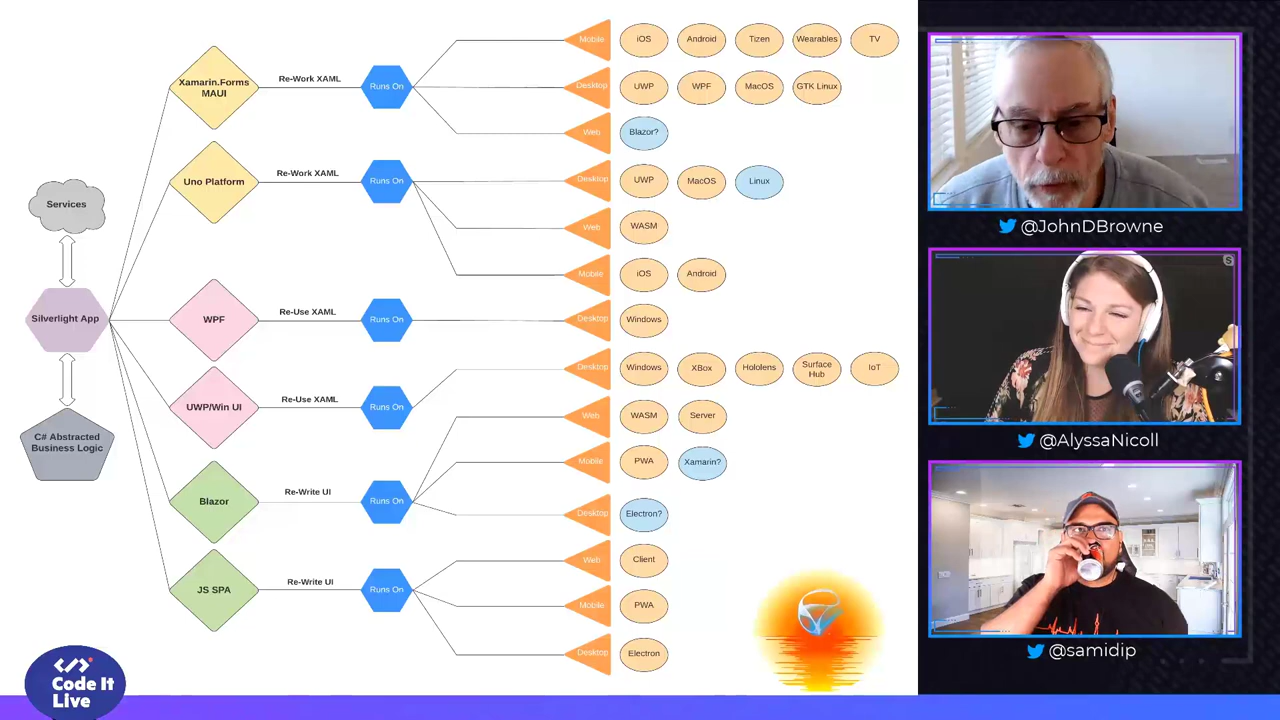 Xamarin.Forms
MAUI
Re-Work XAML
Runs On
Mobile
iOS
Android
Tizen
Wearables
TV
Desktop
UWP
WPF
MacOS
GTK Linux
Web
Blazor?
Uno Platform
Re-Work XAML
Runs On
Desktop
UWP
MacOS
Linux
Web
WASM
Mobile
iOS
Android
Services
Silverlight App
C# Abstracted
Business Logic
WPF
Re-Use XAML
Runs On
Desktop
Windows
UWP/Win UI
Re-Use XAML
Runs On
Desktop
Windows
XBox
Hololens
Surface
Hub
IoT
Blazor
Re-Write UI
Runs On
Web
WASM
Server
Mobile
PWA
Xamarin?
Desktop
Electron?
JS SPA
Re-Write UI
Runs On
Web
Client
Mobile
PWA
Desktop
Electron
Code It
Live
@JohnDBrowne
@AlyssaNicoll
@samidip